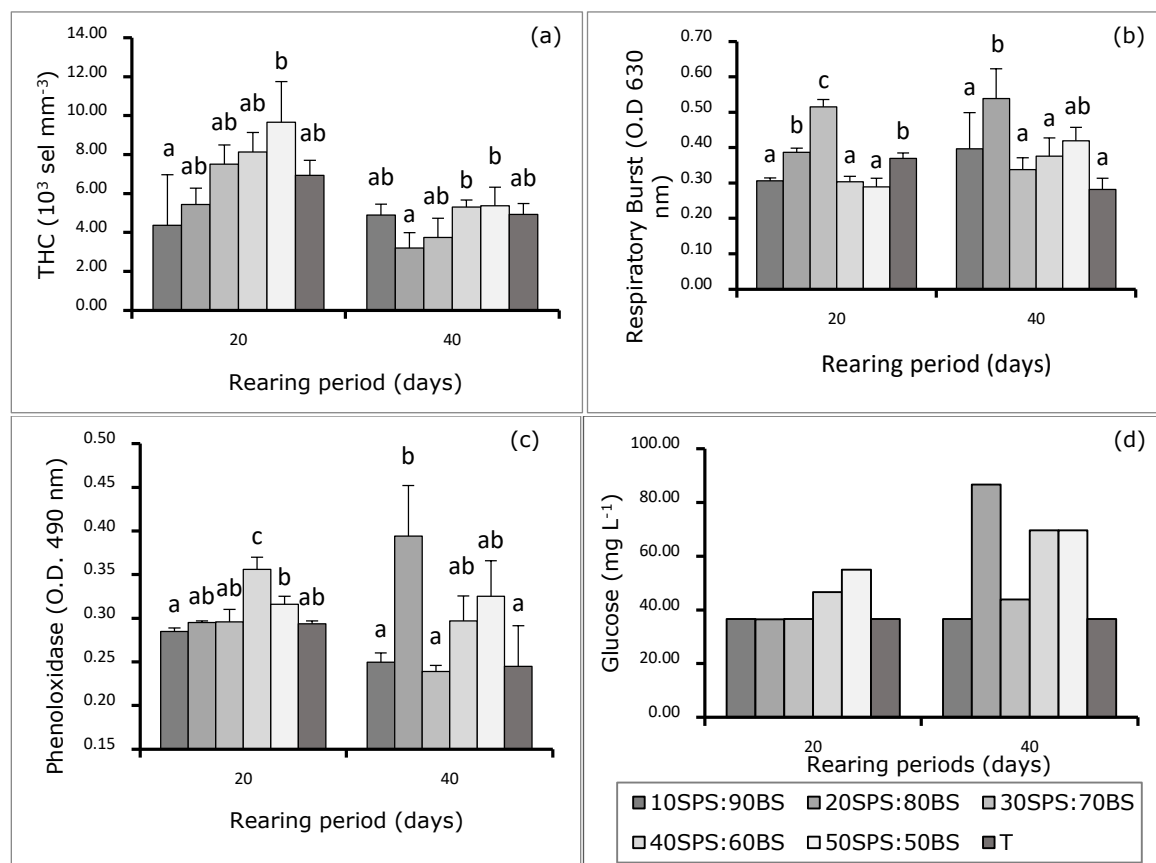 (a)
THC (10³ sel mm⁻³)
14.00
12.00
10.00
8.00
6.00
4.00
2.00
0.00
a
ab
ab
ab
b
ab
ab
a
ab
b
b
ab
20
40
Rearing period (days)
(b)
Respiratory Burst (O.D 630
nm)
0.70
0.60
0.50
0.40
0.30
0.20
0.10
0.00
a
b
c
a
a
b
a
b
a
a
ab
a
20
40
Rearing period (days)
(c)
Phenoloxidase (O.D. 490 nm)
0.50
0.45
0.40
0.35
0.30
0.25
0.20
0.15
a
ab
ab
c
b
ab
a
b
a
ab
ab
a
20
40
Rearing period (days)
(d)
Glucose (mg L⁻¹)
100.00
80.00
60.00
40.00
20.00
0.00
20
40
Rearing periods (days)
10SPS:90BS 20SPS:80BS 30SPS:70BS
40SPS:60BS 50SPS:50BS T